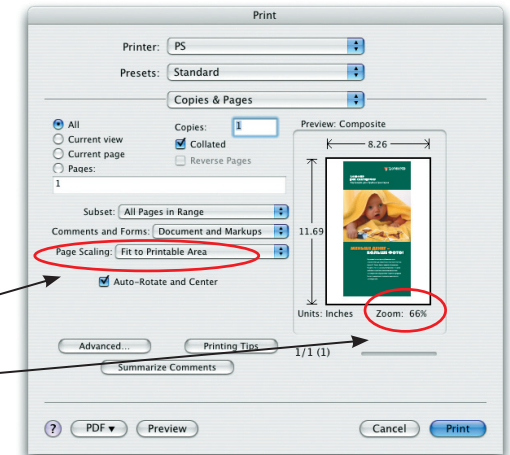 Print
Printer: PS
Presets: Standard
Copies & Pages
All
Current view
Current page
Pages:
1
Copies: 1
Collated
Reverse Pages
Subset: All Pages in Range
Comments and Forms: Document and Markups
Page Scaling: Fit to Printable Area
Auto-Rotate and Center
Preview: Composite
8.26
11.69
Units: Inches Zoom: 66%
1/1 (1)
Advanced... Printing Tips
Summarize Comments
? PDF Preview Cancel Print